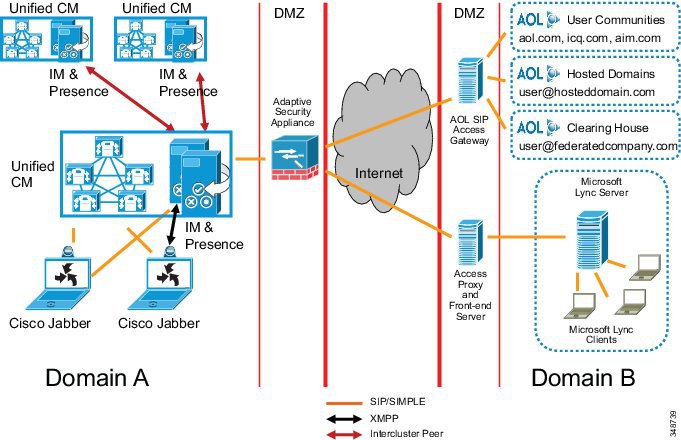 Unified CM
Unified CM
IM &
Presence
IM &
Presence
DMZ
DMZ
AOL User Communities
aol.com, icq.com, aim.com
AOL Hosted Domains
user@hosteddomain.com
AOL Clearing House
user@federatedcompany.com
Adaptive
Security
Appliance
AOL SIP
Access
Gateway
Internet
Unified
CM
IM &
Presence
Microsoft
Lync Server
Access
Proxy
and
Front-end
Server
Cisco Jabber
Cisco Jabber
Microsoft Lync
Clients
Domain A
Domain B
SIP/SIMPLE
XMPP
Intercluster Peer
348739